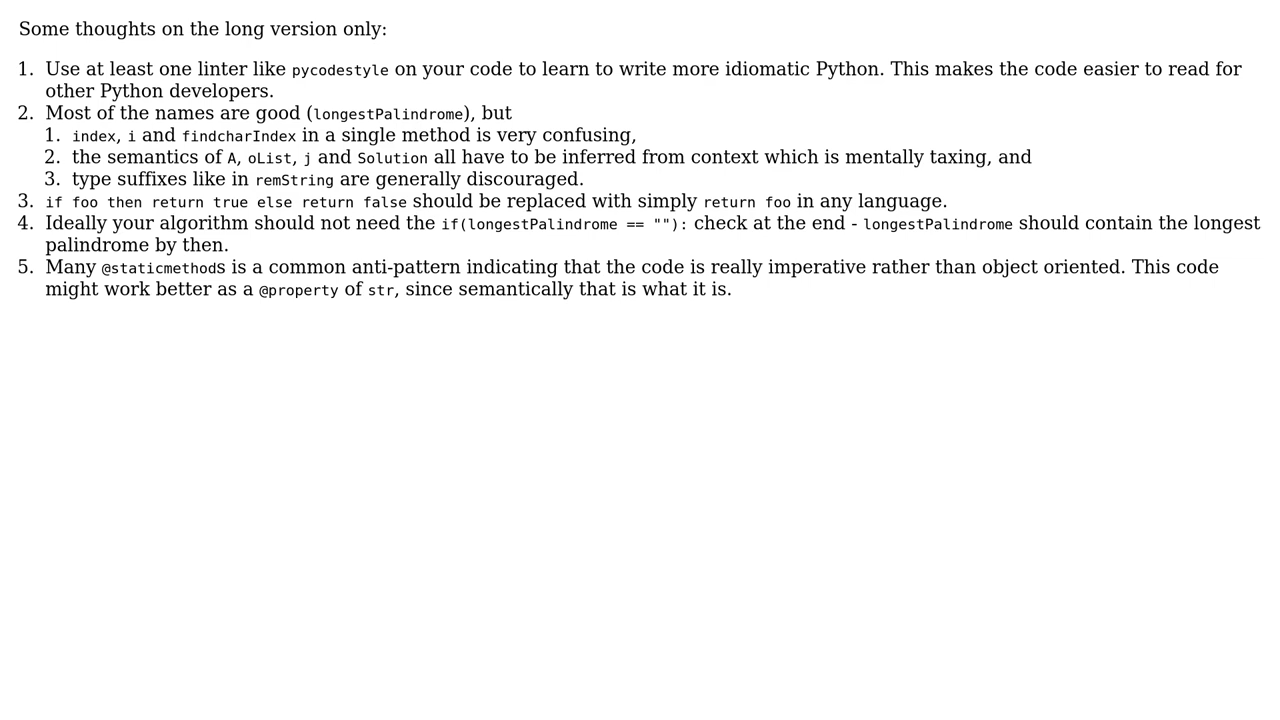 Some thoughts on the long version only:
1. Use at least one linter like pycodestyle on your code to learn to write more idiomatic Python. This makes the code easier to read for
other Python developers.
2. Most of the names are good (longestPalindrome), but
1. index, i and findcharIndex in a single method is very confusing,
2. the semantics of A, oList, j and Solution all have to be inferred from context which is mentally taxing, and
3. type suffixes like in remString are generally discouraged.
3. if foo then return true else return false should be replaced with simply return foo in any language.
4. Ideally your algorithm should not need the if(longestPalindrome == ""): check at the end - longestPalindrome should contain the longest
palindrome by then.
5. Many @staticmethods is a common anti-pattern indicating that the code is really imperative rather than object oriented. This code
might work better as a @property of str, since semantically that is what it is.